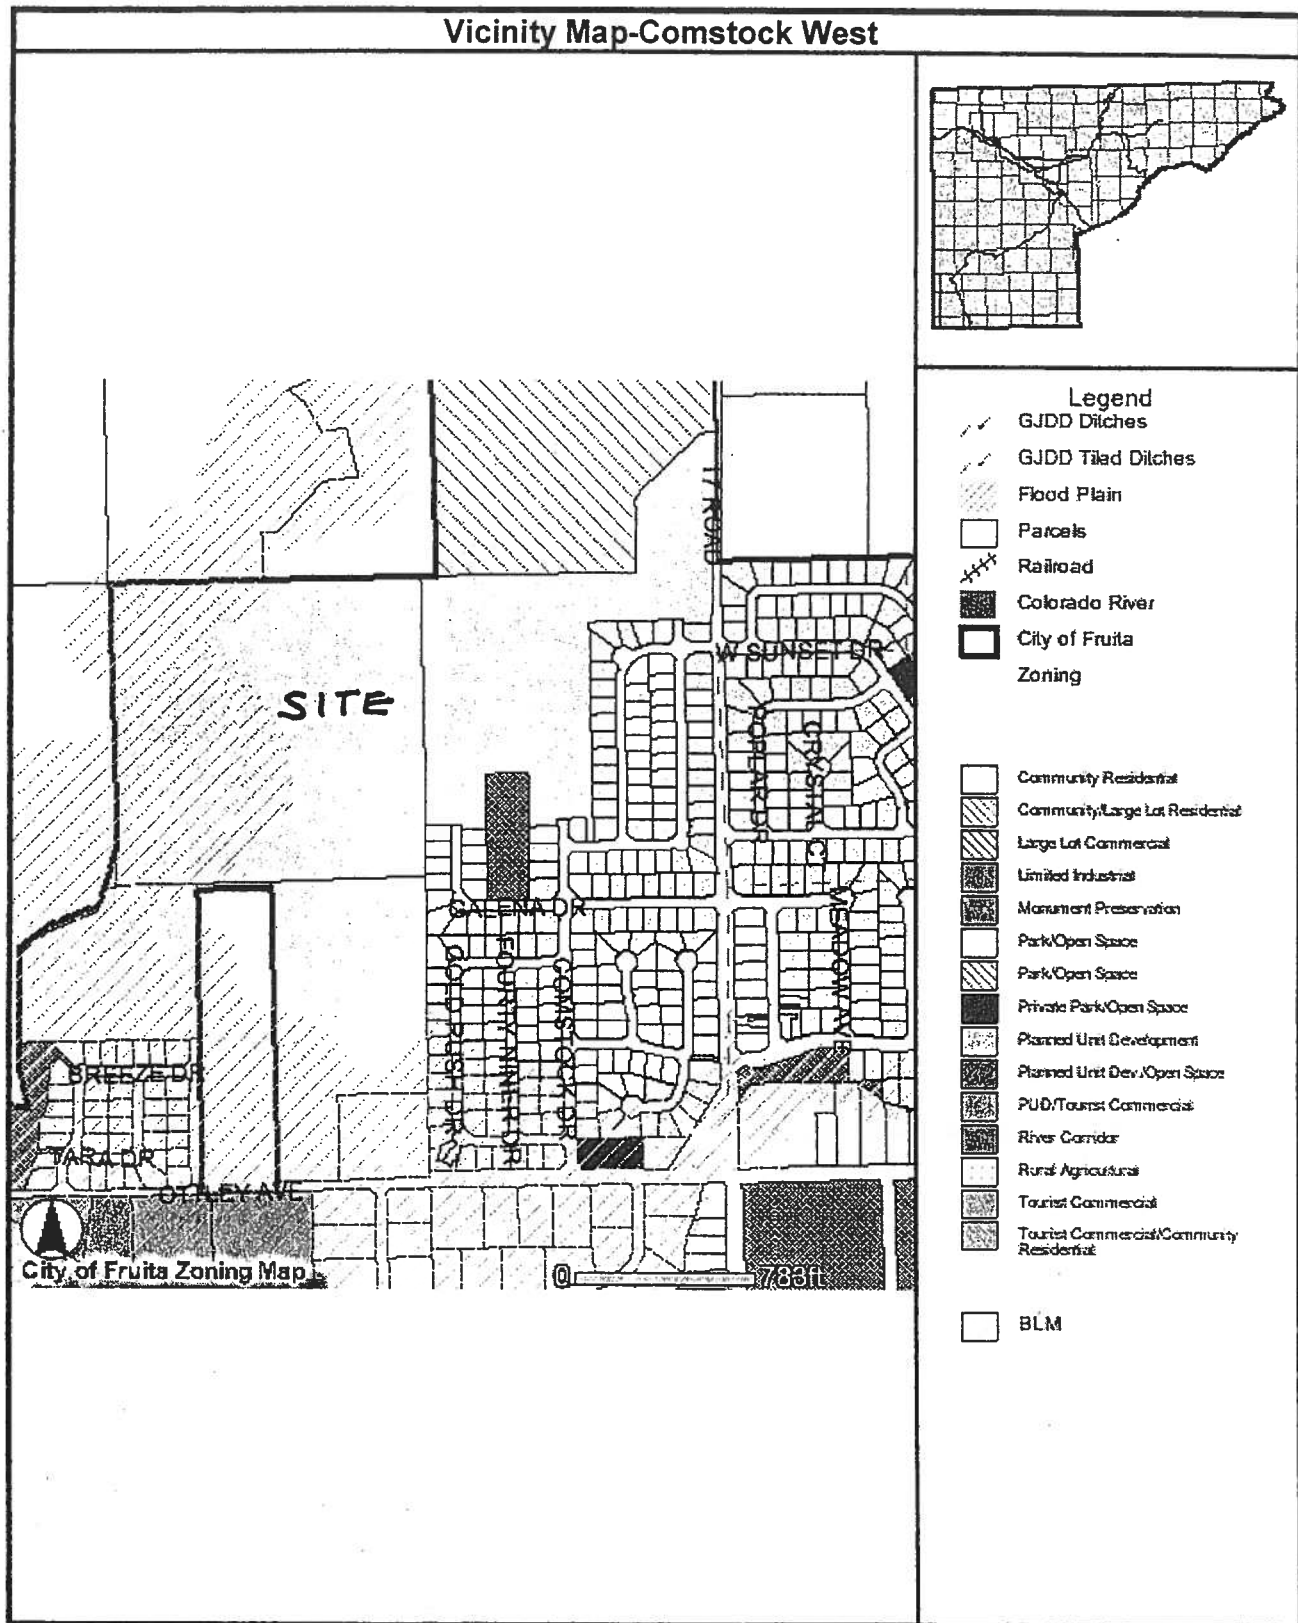 Vicinity Map-Comstock West
Legend
GJDD Ditches
GJDD Tiled Ditches
Flood Plain
Parcels
Railroad
Colorado River
City of Fruita
Zoning
Community Residential
Community/Large Lot Residential
Large Lot Commercial
Limited Industrial
Monument Preservation
Park/Open Space
Park/Open Space
Private Park/Open Space
Planned Unit Development
Planned Unit Dev./Open Space
PUD/Tourist Commercial
River Corridor
Rural Agricultural
Tourist Commercial
Tourist Commercial/Community
Residential
BLM
17 ROAD
W SUNSET DR
SITE
POPLAR DR
CRYSTAL C
GALENA DR
MEADOW
GOLD RUSH DR
FOURTY NINER DR
COMSTOCK DR
BREEZE DR
TARA DR
OTTLEY AVE
City of Fruita Zoning Map
0 783ft